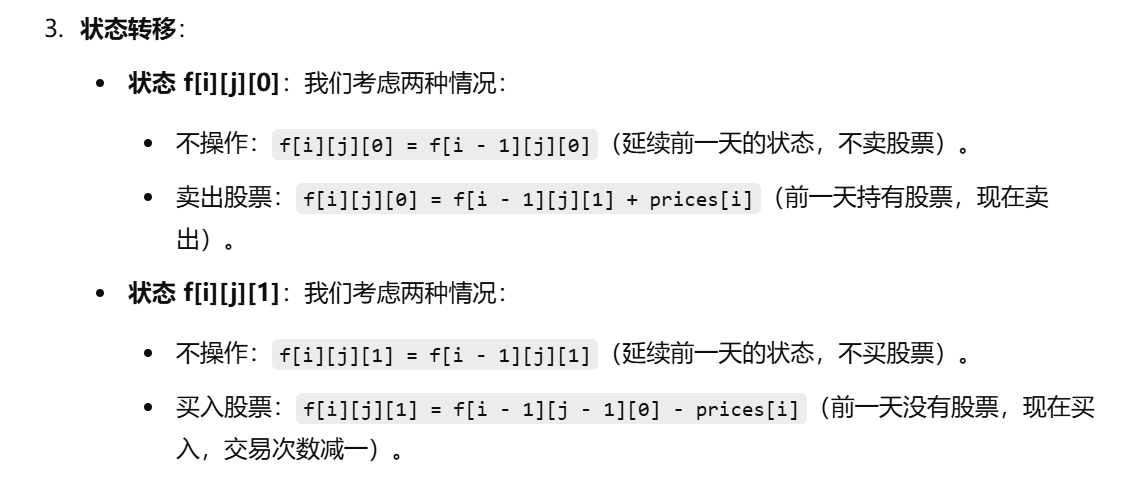 3. 状态转移：
• 状态 f[i][j][0]：我们考虑两种情况：
• 不操作：f[i][j][0] = f[i - 1][j][0]（延续前一天的状态，不卖股票）。
• 卖出股票：f[i][j][0] = f[i - 1][j][1] + prices[i]（前一天持有股票，现在卖
出）。
• 状态 f[i][j][1]：我们考虑两种情况：
• 不操作：f[i][j][1] = f[i - 1][j][1]（延续前一天的状态，不买股票）。
• 买入股票：f[i][j][1] = f[i - 1][j - 1][0] - prices[i]（前一天没有股票，现在买
入，交易次数减一）。